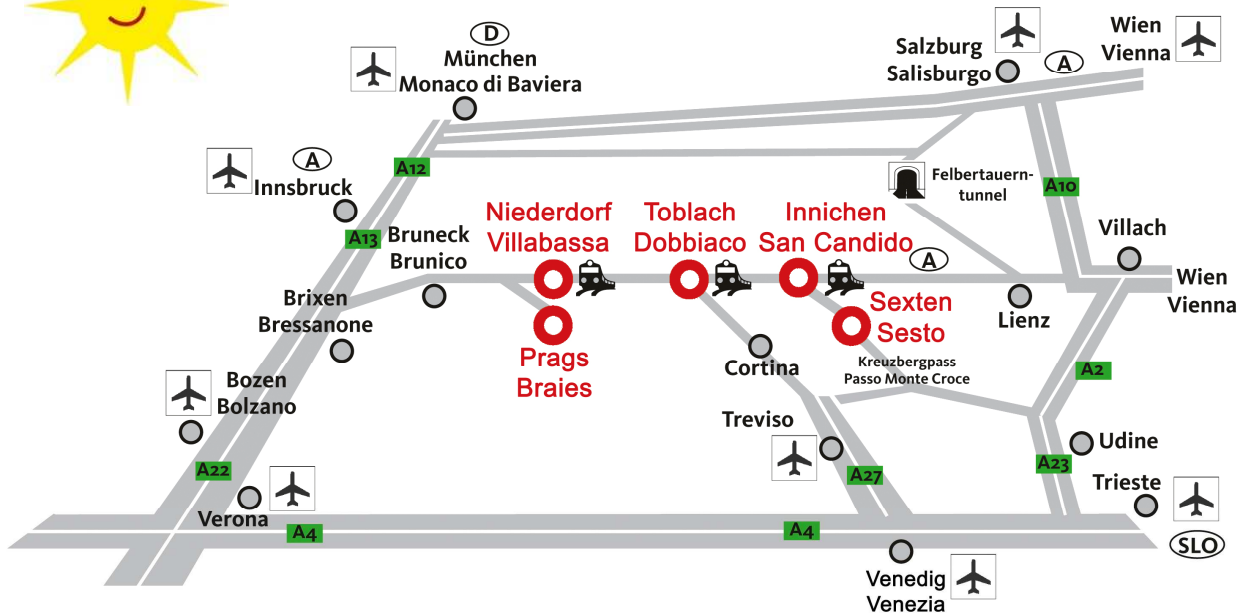 D
München
Monaco di Baviera
Salzburg
Salisburgo
A
Wien
Vienna
A
Innsbruck
A12
A13
Felbertauern-
tunnel
A10
Niederdorf
Villabassa
Toblach
Dobbiaco
Innichen
San Candido
A
Villach
Bruneck
Brunico
Wien
Vienna
Brixen
Bressanone
Sexten
Sesto
Lienz
Prags
Braies
Cortina
Kreuzbergpass
Passo Monte Croce
A2
Bozen
Bolzano
Treviso
Udine
A22
A27
A23
Trieste
Verona
A4
A4
SLO
Venedig
Venezia